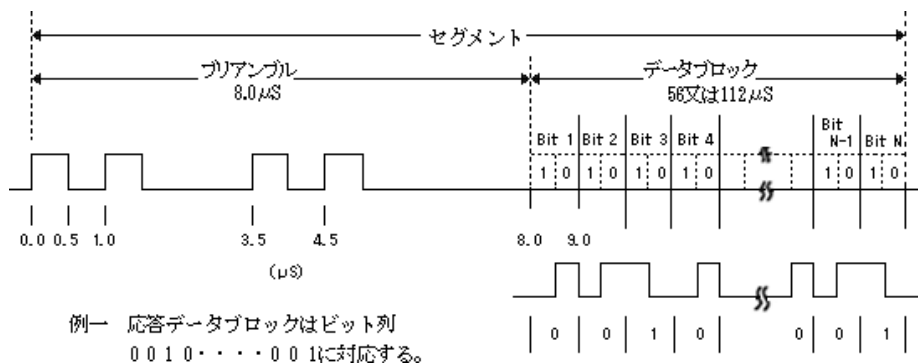 セグメント
プリアンブル
8.0μS
データブロック
56又は112μS
Bit 1 Bit 2 Bit 3 Bit 4 Bit N-1 Bit N
1 0 1 0 1 0 1 0 1 0 1 0
0.0 0.5 1.0 3.5 4.5 8.0 9.0
(μS)
例一 応答データブロックはビット列
0010・・・・001に対応する。
0 0 1 0 0 0 1